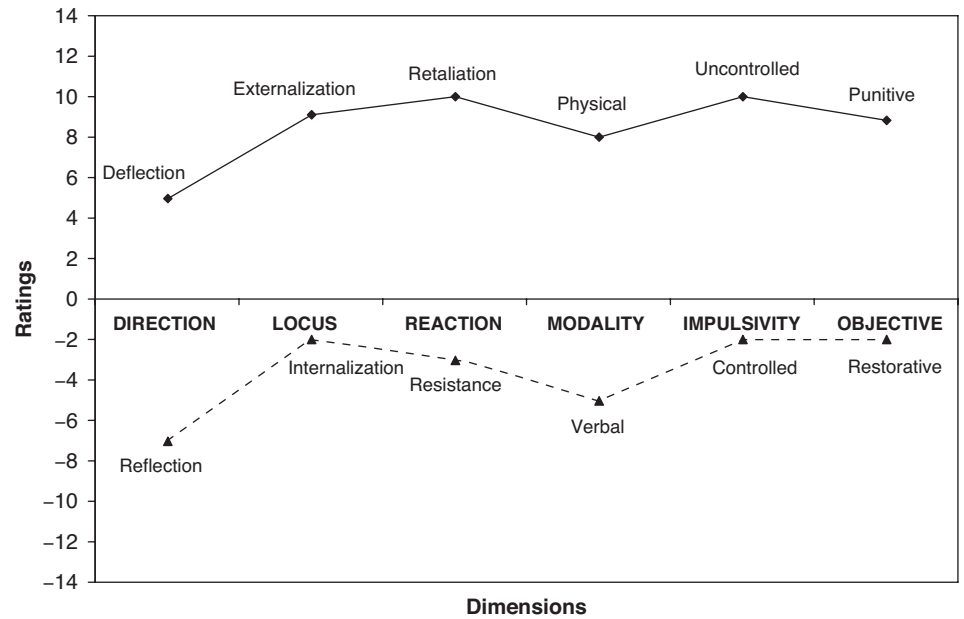 14
12
10
8
6
4
2
0
−2
−4
−6
−8
−10
−12
−14
Ratings
Deflection
Externalization
Retaliation
Physical
Uncontrolled
Punitive
DIRECTION LOCUS REACTION MODALITY IMPULSIVITY OBJECTIVE
Reflection
Internalization
Resistance
Verbal
Controlled
Restorative
Dimensions